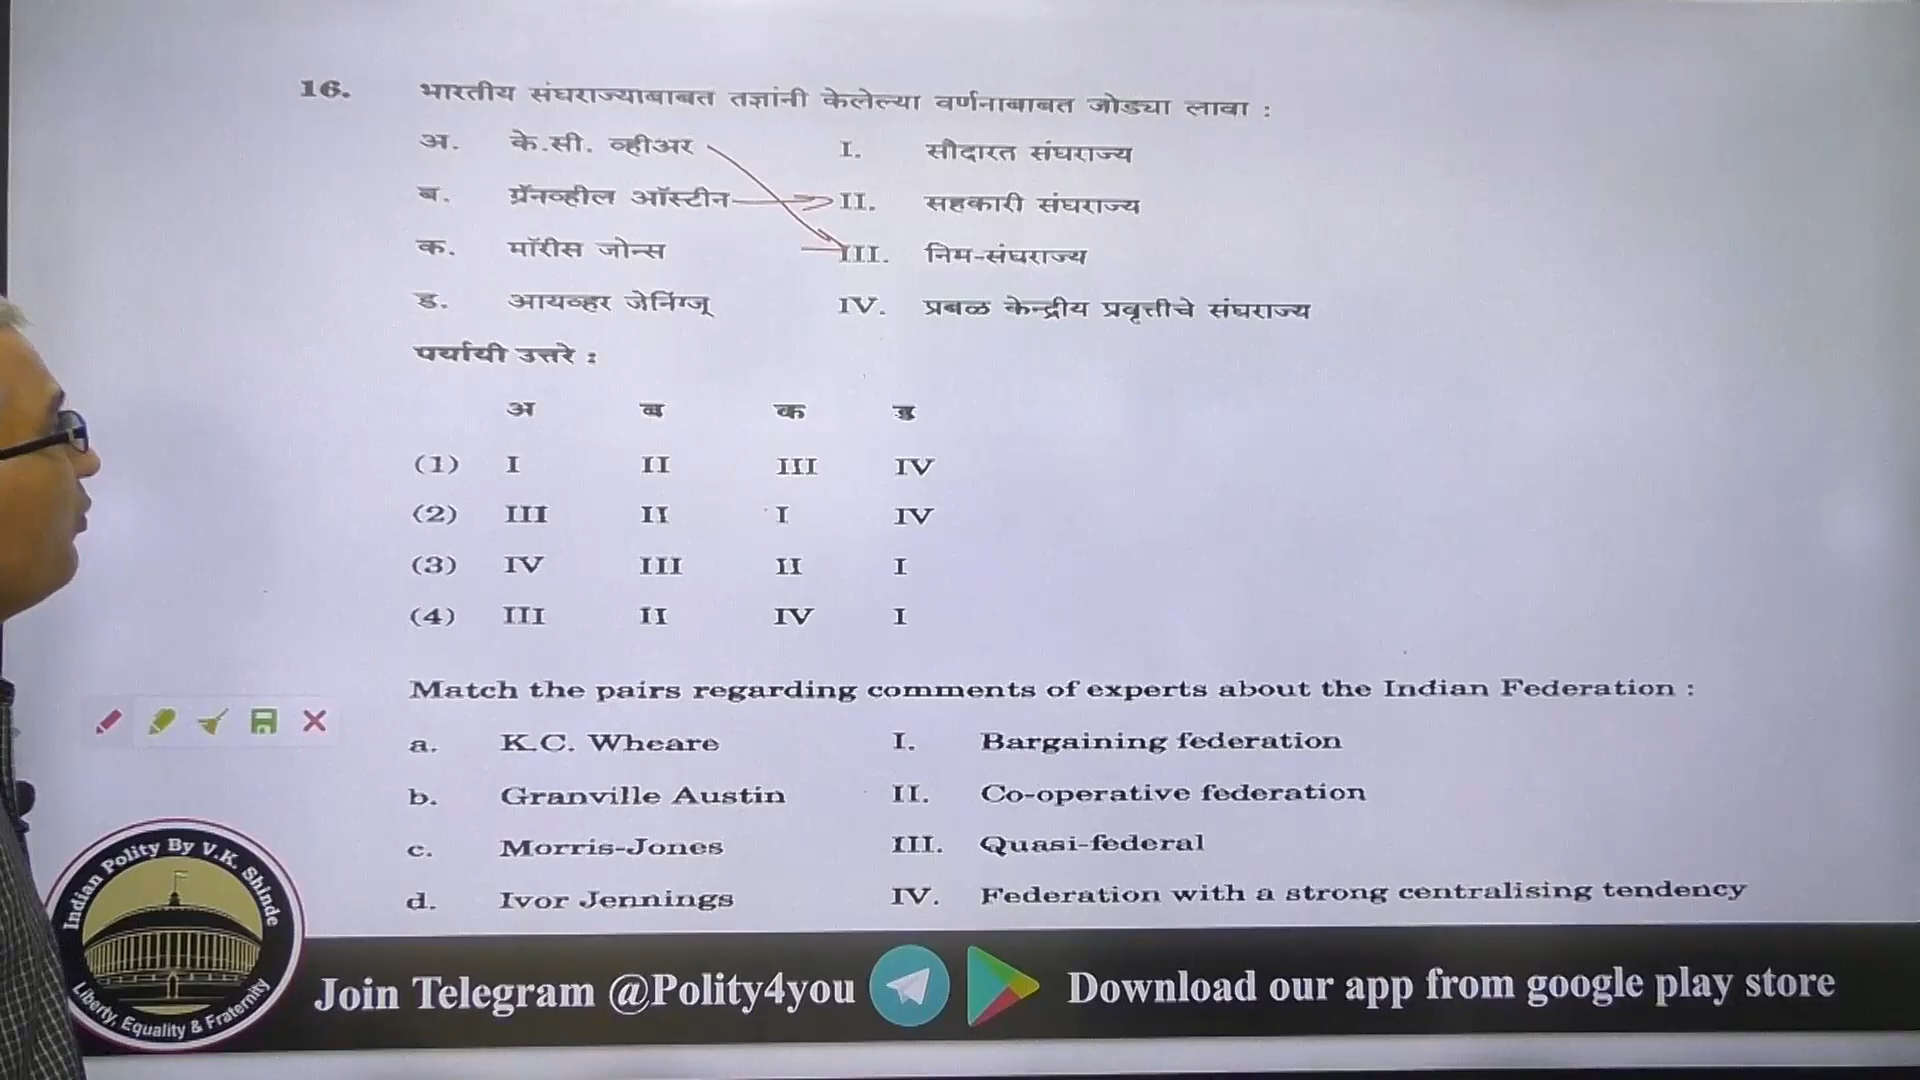 16. भारतीय संघराज्याबाबत तज्ञांनी केलेल्या वर्णनाबाबत जोड्या लावा :
अ. के.सी. व्हीअर I. सौदारत संघराज्य
ब. ग्रॅनव्हील ऑस्टीन II. सहकारी संघराज्य
क. मॉरीस जोन्स III. निम-संघराज्य
ड. आयव्हर जेनिंग्ज् IV. प्रबळ केन्द्रीय प्रवृत्तीचे संघराज्य
पर्यायी उत्तरे :
अ ब क ड
(1) I II III IV
(2) III II I IV
(3) IV III II I
(4) III II IV I
Match the pairs regarding comments of experts about the Indian Federation :
a. K.C. Wheare I. Bargaining federation
b. Granville Austin II. Co-operative federation
c. Morris-Jones III. Quasi-federal
d. Ivor Jennings IV. Federation with a strong centralising tendency
Indian Polity By V.K. Shinde
Liberty, Equality & Fraternity
Join Telegram @Polity4you Download our app from google play store